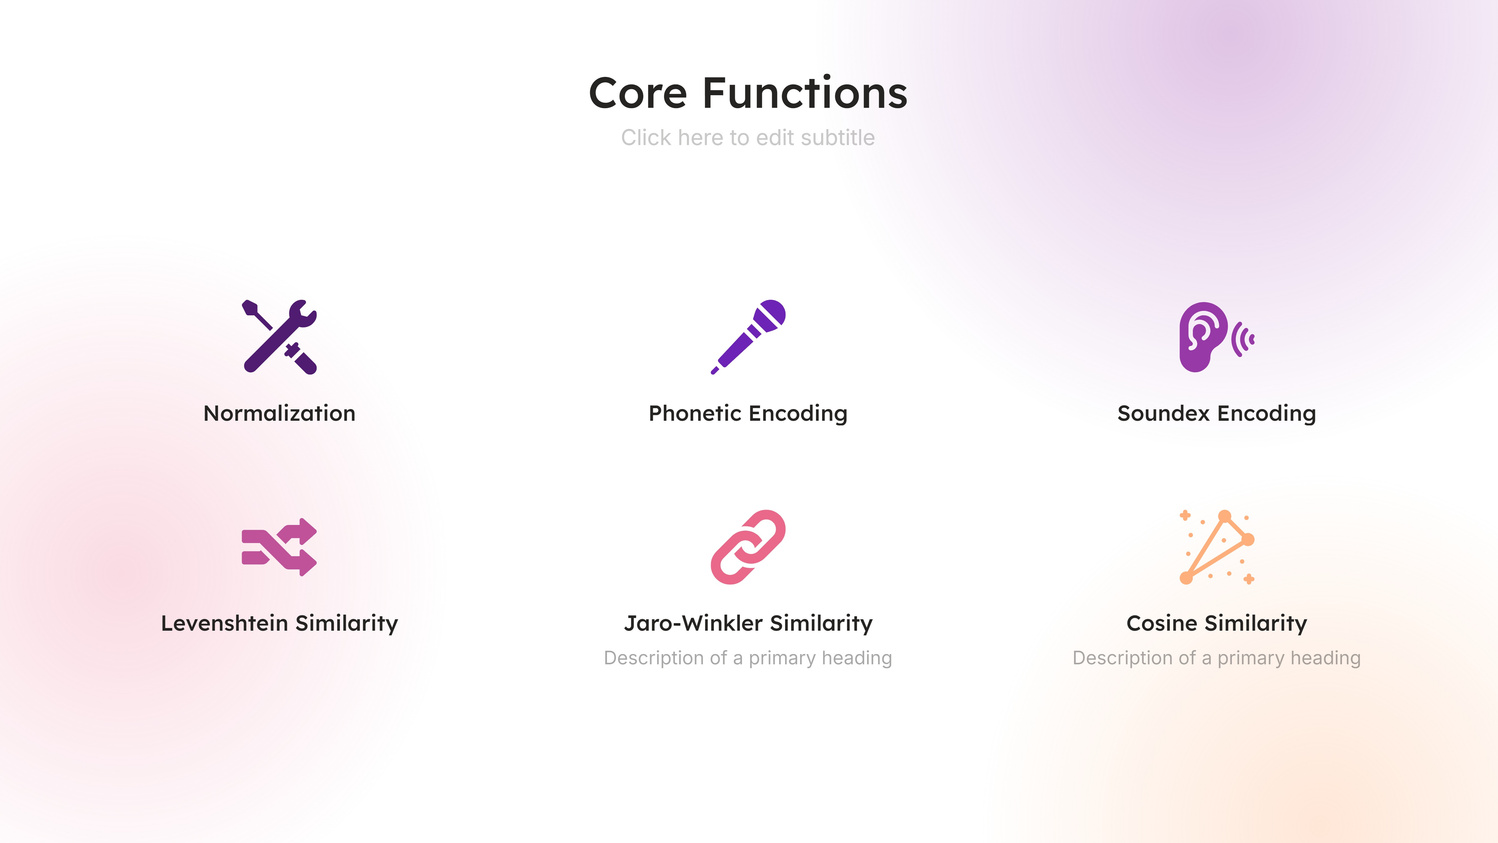 Core Functions
Click here to edit subtitle
Normalization
Phonetic Encoding
Soundex Encoding
Levenshtein Similarity
Jaro-Winkler Similarity
Description of a primary heading
Cosine Similarity
Description of a primary heading